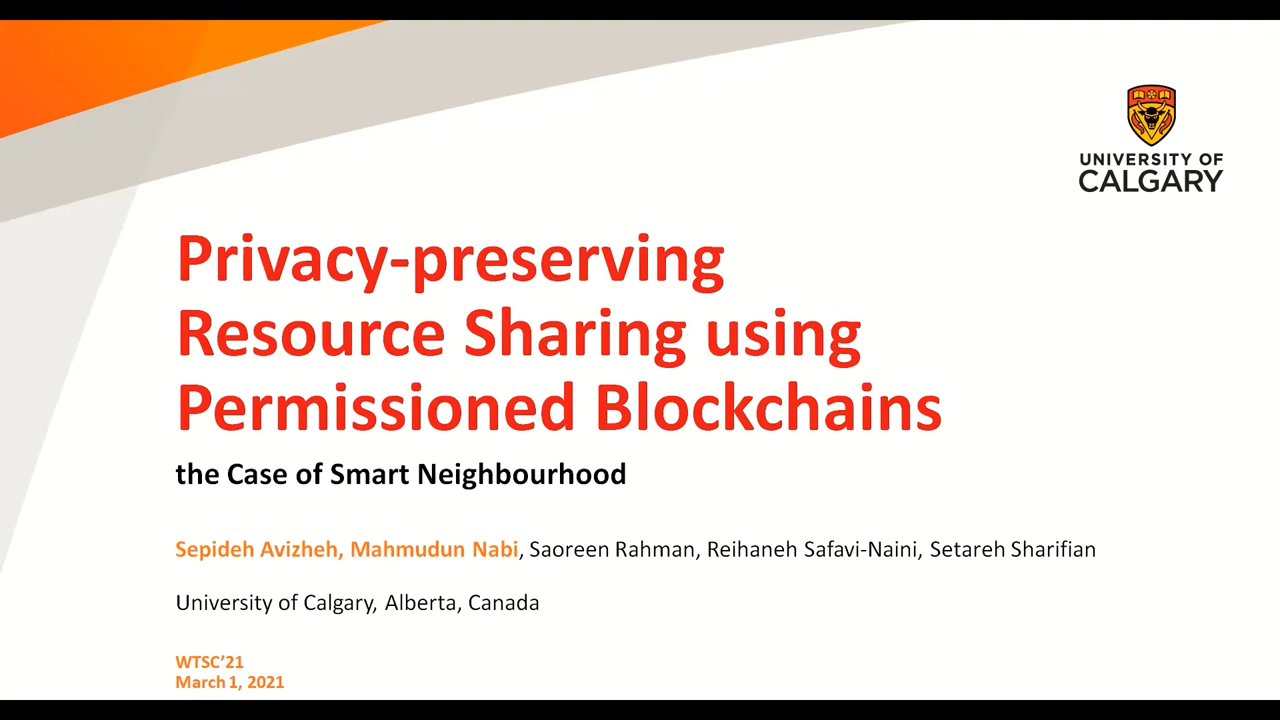 UNIVERSITY OF
CALGARY
Privacy-preserving
Resource Sharing using
Permissioned Blockchains
the Case of Smart Neighbourhood
Sepideh Avizheh, Mahmudun Nabi, Saoreen Rahman, Reihaneh Safavi-Naini, Setareh Sharifian
University of Calgary, Alberta, Canada
WTSC’21
March 1, 2021